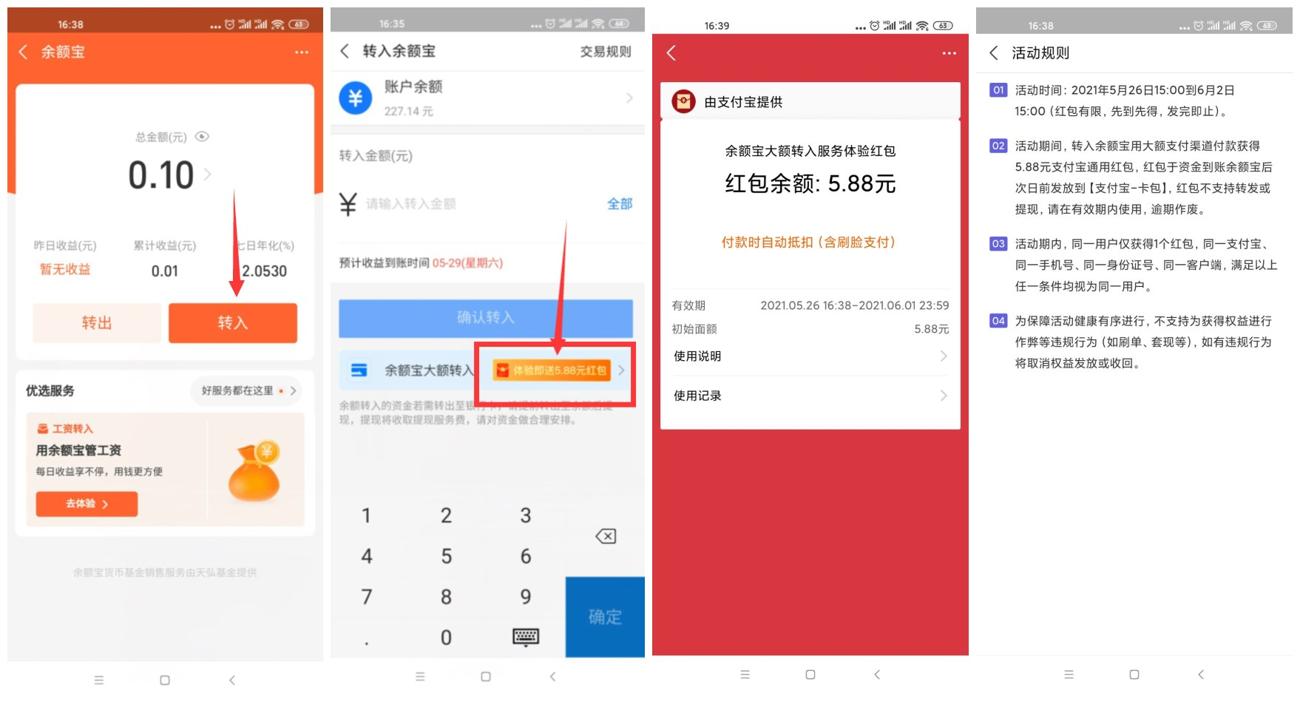 16:38
63
余额宝
总金额(元)
0.10
昨日收益(元)
累计收益(元)
七日年化(%)
暂无收益
0.01
2.0530
转出
转入
优选服务
好服务都在这里
工资转入
用余额宝管工资
每日收益享不停，用钱更方便
去体验
余额宝货币基金销售服务由天弘基金提供
16:35
64
转入余额宝
交易规则
账户余额
227.14 元
转入金额(元)
¥
请输入转入金额
全部
预计收益到账时间 05-29(星期六)
确认转入
余额宝大额转入
体验即送5.88元红包
余额转入的资金若需转出至银行卡，请提前转出至余额后提
现，提现将收取提现服务费，请对资金做合理安排。
1
2
3
4
5
6
7
8
9
.
0
确定
16:39
63
由支付宝提供
余额宝大额转入服务体验红包
红包余额: 5.88元
付款时自动抵扣（含刷脸支付）
有效期
2021.05.26 16:38-2021.06.01 23:59
初始面额
5.88元
使用说明
使用记录
16:38
63
活动规则
01
活动时间：2021年5月26日15:00到6月2日
15:00（红包有限，先到先得，发完即止）。
02
活动期间，转入余额宝用大额支付渠道付款获得
5.88元支付宝通用红包，红包于资金到账余额宝后
次日前发放到【支付宝-卡包】，红包不支持转发或
提现，请在有效期内使用，逾期作废。
03
活动期内，同一用户仅获得1个红包，同一支付宝、
同一手机号、同一身份证号、同一客户端，满足以上
任一条件均视为同一用户。
04
为保障活动健康有序进行，不支持为获得权益进行
作弊等违规行为（如刷单、套现等），如有违规行为
将取消权益发放或收回。